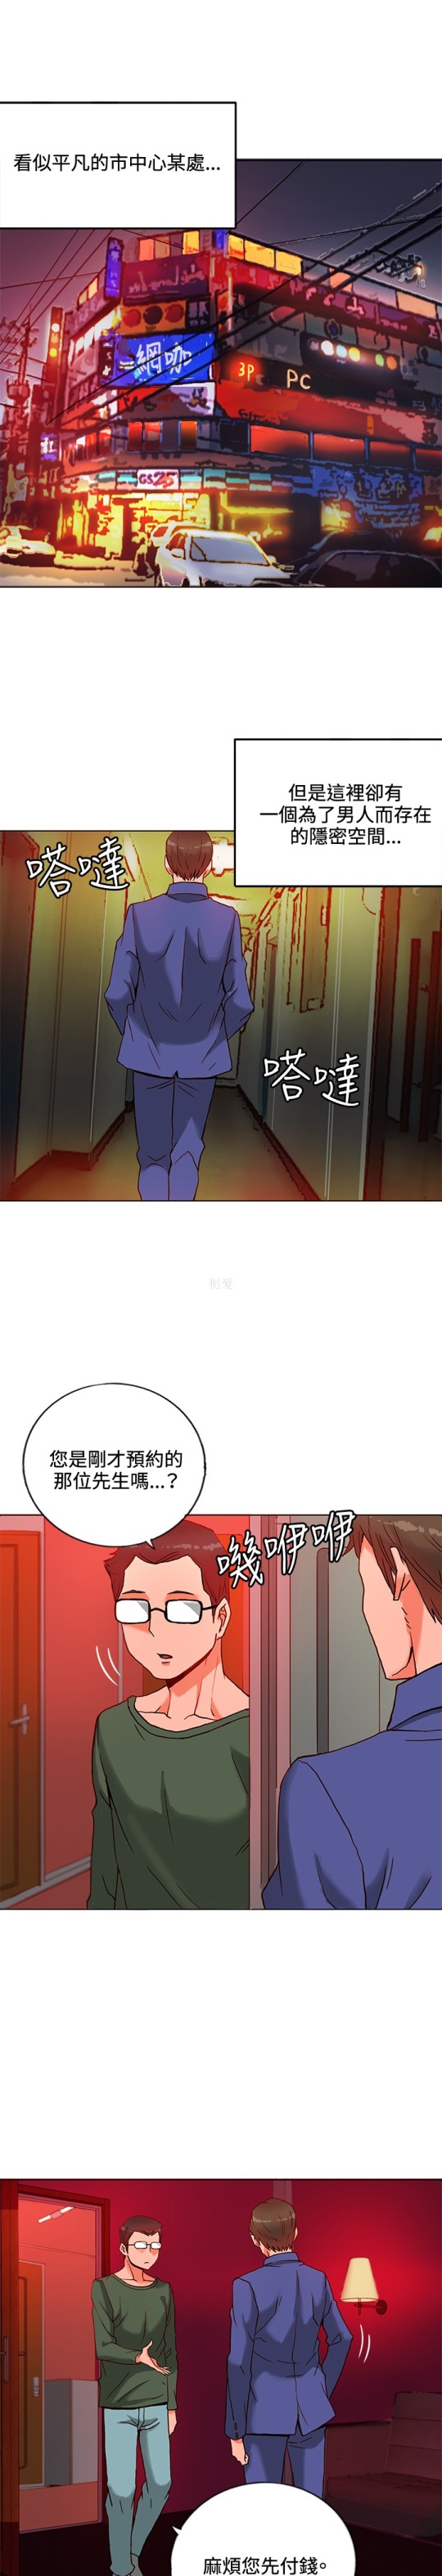 看似平凡的市中心某處...
網咖
3P
PC
GS25
但是這裡卻有
一個為了男人而存在
的隱密空間...
嗒噠
嗒噠
您是剛才預約的
那位先生嗎...？
嘰咿咿
麻煩您先付錢。